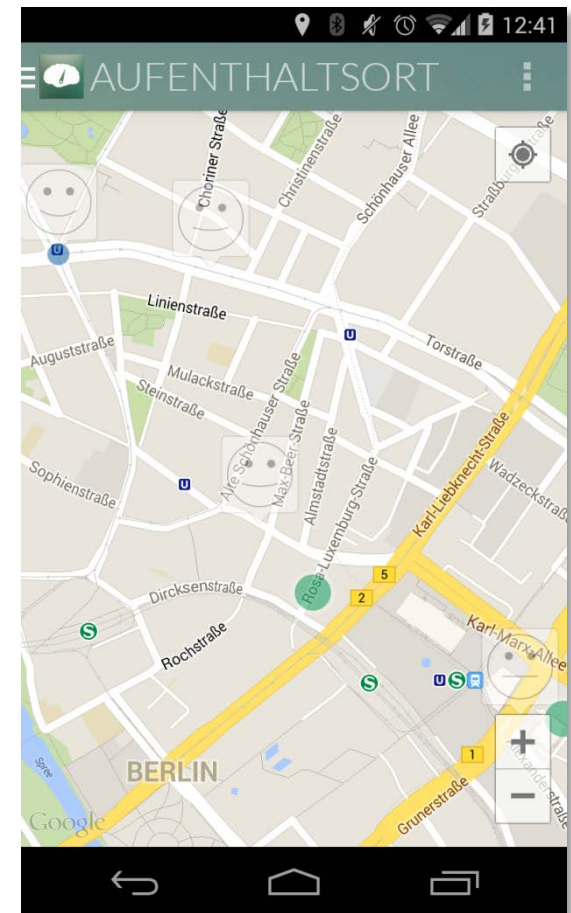 12:41
AUFENTHALTSORT
Choriner Straße
Christinenstraße
Schönhauser Allee
U
Linienstraße
U
Torstraße
Auguststraße
Mulackstraße
Steinstraße
Alte Schönhauser Straße
Max-Beer-Straße
Almstadtstraße
Rosa-Luxemburg-Straße
Karl-Liebknecht-Straße
Wadzeckstraße
Sophienstraße
U
5
2
Dircksenstraße
S
Rochstraße
Karl-Marx-Allee
S
U S
+
1
BERLIN
Spree
Grunerstraße
−
Google